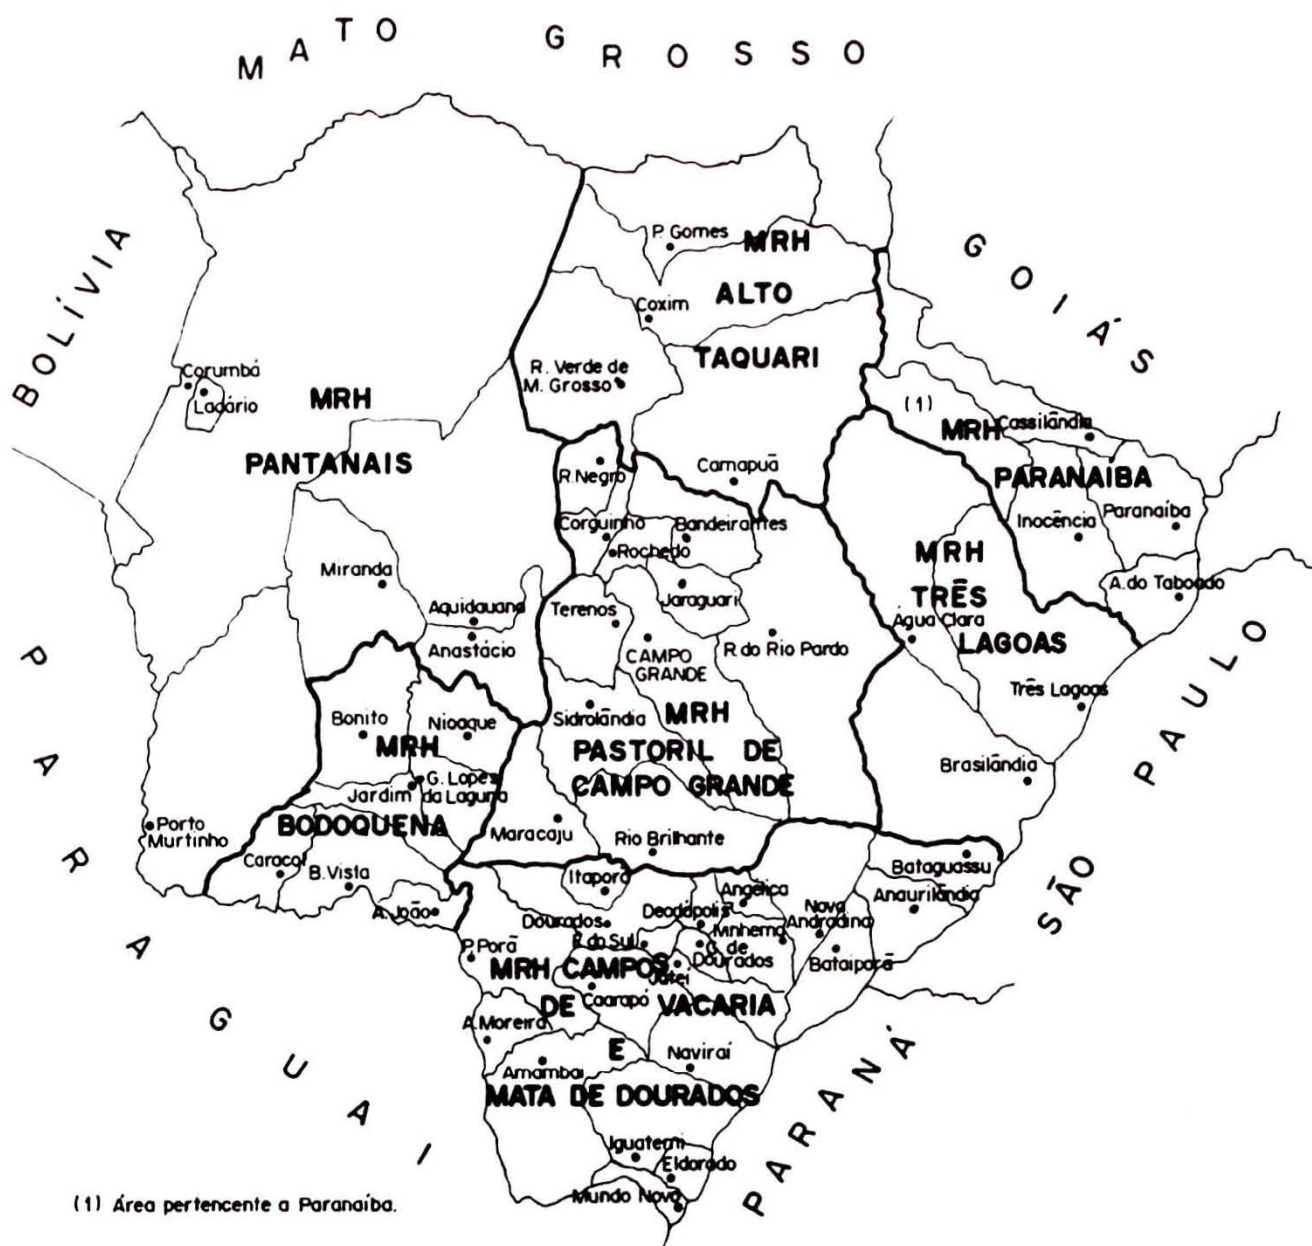 MATO GROSSO
GOIÁS
BOLÍVIA
P. Gomes
MRH
ALTO
TAQUARI
Coxim
R. Verde de
M. Grosso
Corumbá
Ladário
MRH
PANTANAIS
(1)
MRH
Cassilândia
PARANAÍBA
Inocência
Paranaíba
A. do Taboado
R. Negro
Camapuã
Corguinho
Bandeirantes
Rochedo
Jaraguari
Terenos
CAMPO
GRANDE
R. do Rio Pardo
Sidrolândia
MRH
PASTORIL DE
CAMPO GRANDE
Maracaju
Rio Brilhante
MRH
TRÊS
LAGOAS
Água Clara
Três Lagoas
Brasilândia
Miranda
Aquidauana
Anastácio
Bonito
Nioaque
MRH
G. Lopes
da Laguna
Jardim
BODOQUENA
Porto
Murtinho
Caracol
B. Vista
A. João
Itaporã
Dourados
Deodápolis
Angélica
Nova
Andradina
Bataguassu
Anaurilândia
P. Porã
F. do Sul
G. de
Dourados
Ivinhema
Bataiporã
MRH CAMPOS
Jateí
Caarapó
DE VACARIA
A. Moreira
E
Naviraí
Amambai
MATA DE DOURADOS
Iguatemi
Eldorado
Mundo Novo
PARAGUAI
SÃO PAULO
PARANÁ
(1) Área pertencente a Paranaíba.